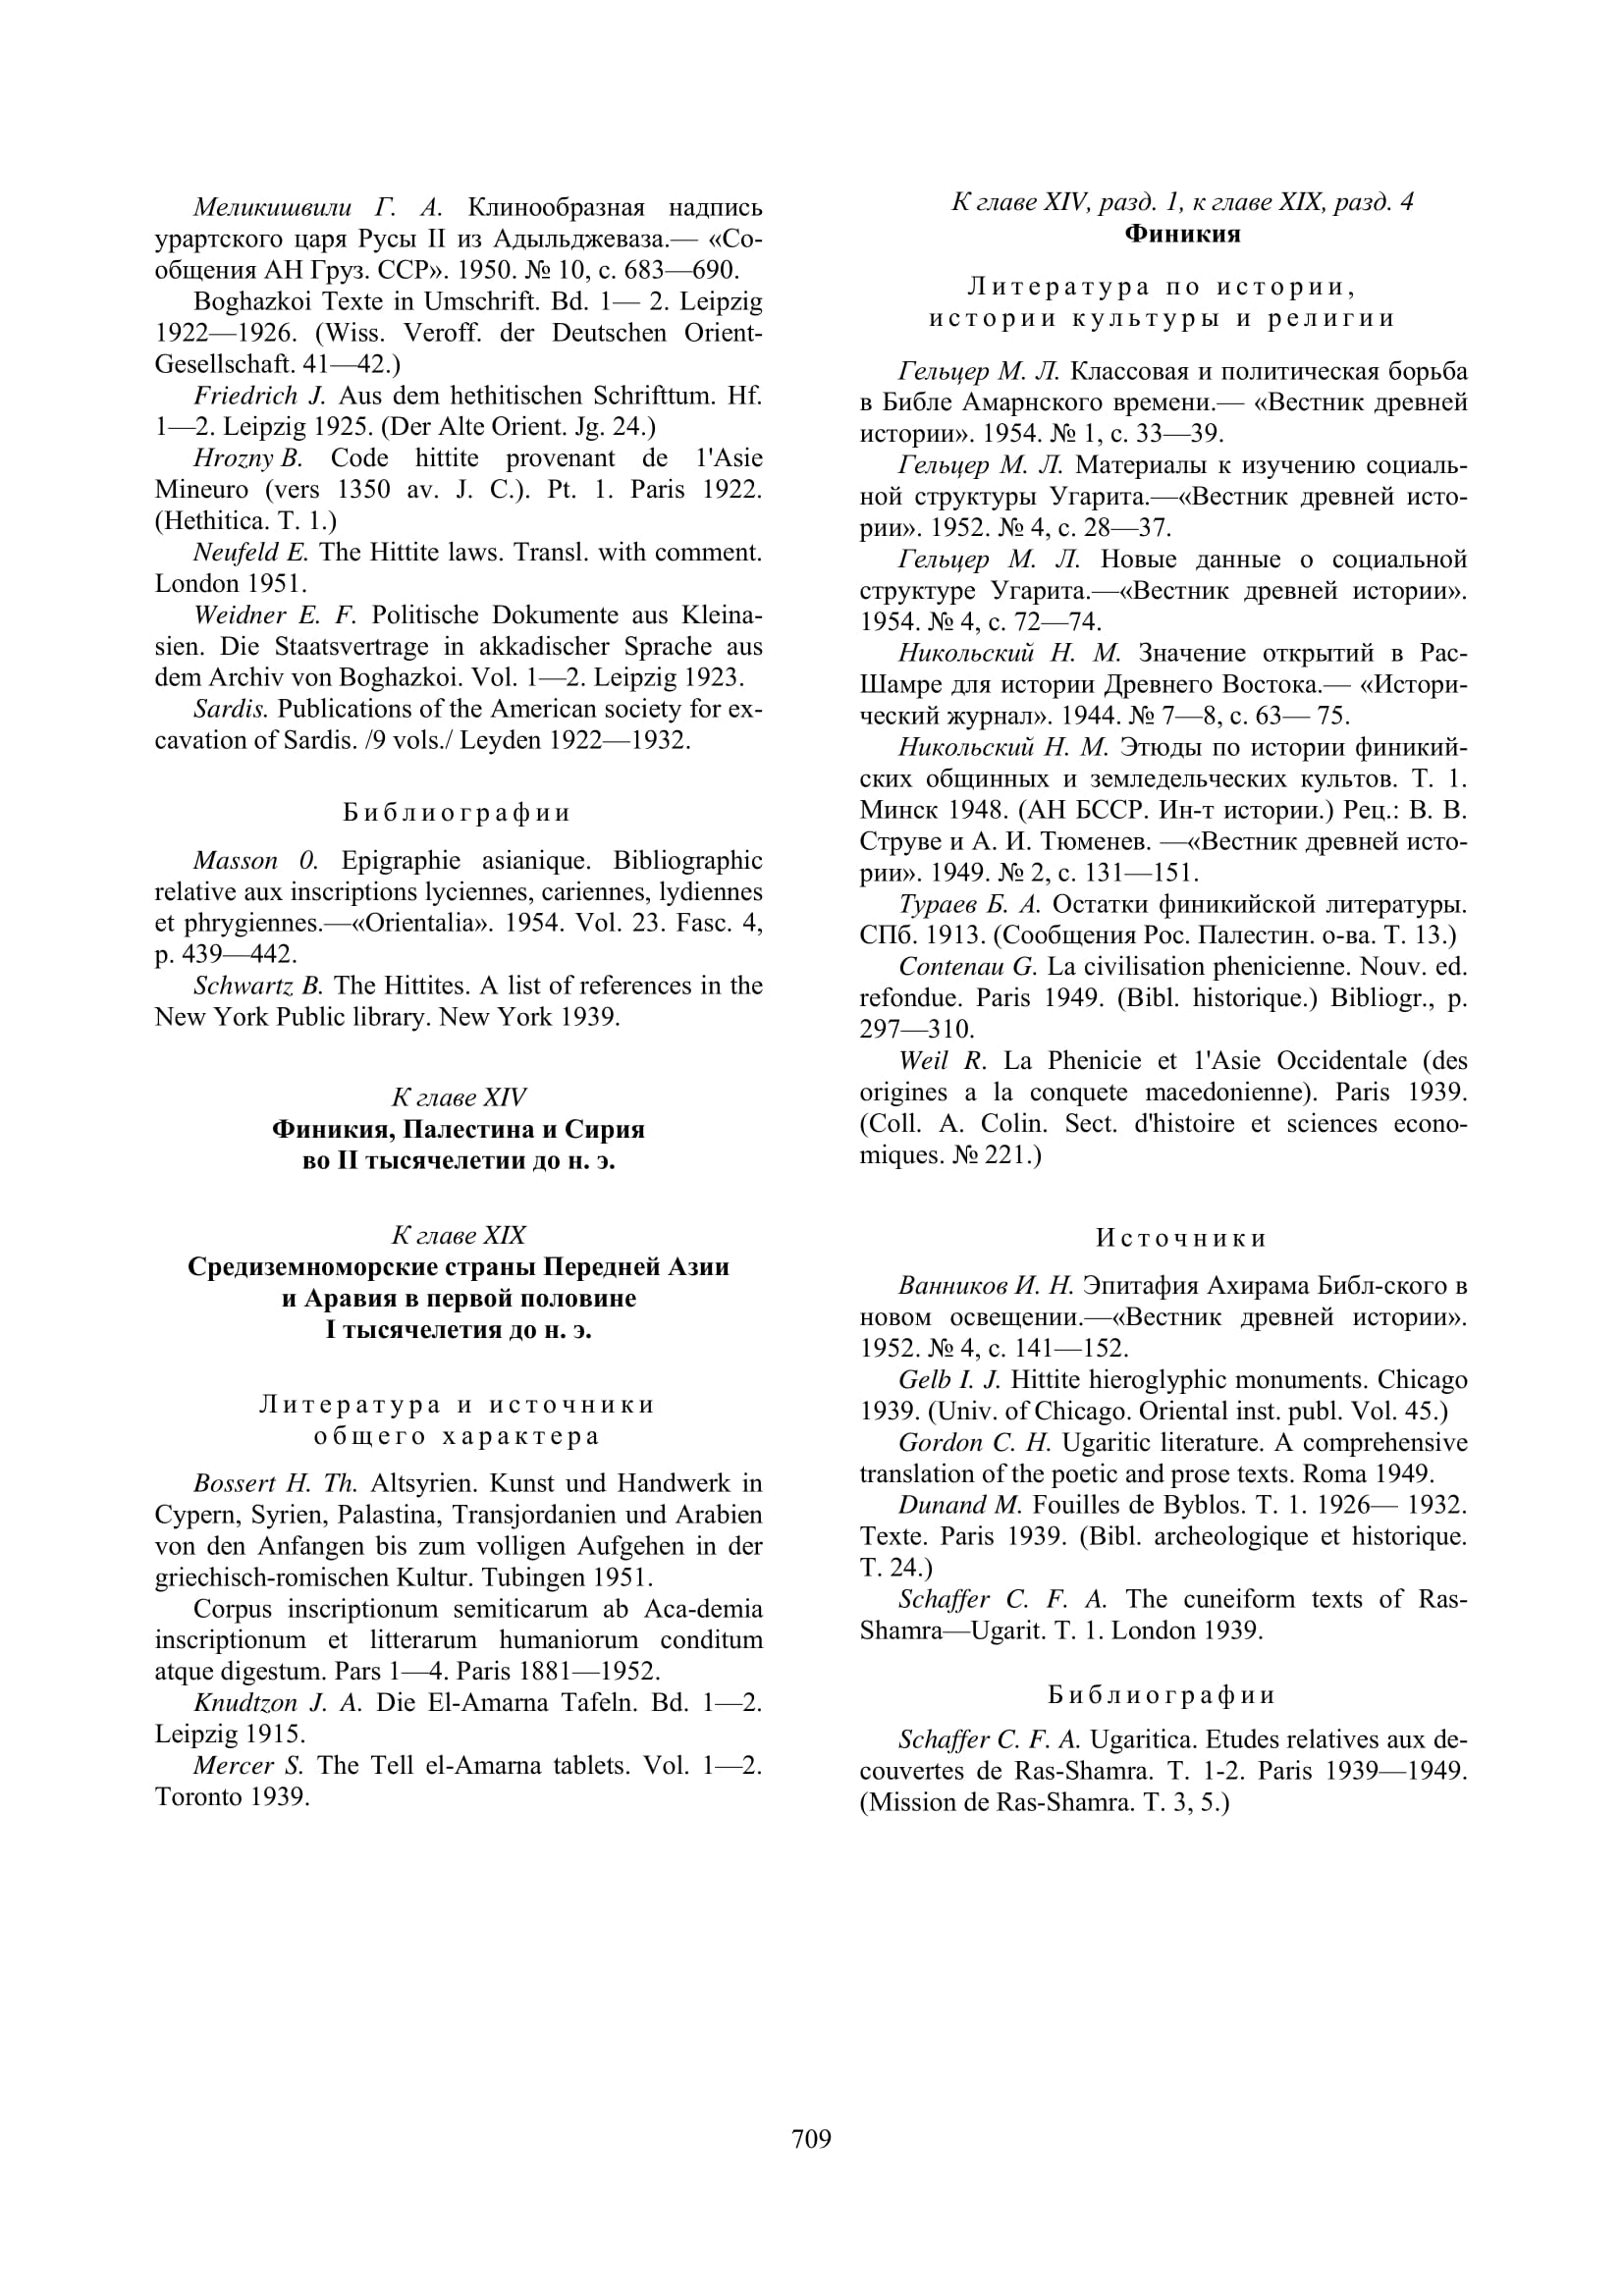 Меликишвили Г. А. Клинообразная надпись
урартского царя Русы II из Адыльджеваза.— «Со-
общения АН Груз. ССР». 1950. № 10, с. 683—690.
Boghazkoi Texte in Umschrift. Bd. 1— 2. Leipzig
1922—1926. (Wiss. Veroff. der Deutschen Orient-
Gesellschaft. 41—42.)
Friedrich J. Aus dem hethitischen Schrifttum. Hf.
1—2. Leipzig 1925. (Der Alte Orient. Jg. 24.)
Hrozny B. Code hittite provenant de 1'Asie
Mineuro (vers 1350 av. J. C.). Pt. 1. Paris 1922.
(Hethitica. T. 1.)
Neufeld E. The Hittite laws. Transl. with comment.
London 1951.
Weidner E. F. Politische Dokumente aus Kleina-
sien. Die Staatsvertrage in akkadischer Sprache aus
dem Archiv von Boghazkoi. Vol. 1—2. Leipzig 1923.
Sardis. Publications of the American society for ex-
cavation of Sardis. /9 vols./ Leyden 1922—1932.
Библиографии
Masson 0. Epigraphie asianique. Bibliographic
relative aux inscriptions lyciennes, cariennes, lydiennes
et phrygiennes.—«Orientalia». 1954. Vol. 23. Fasc. 4,
p. 439—442.
Schwartz B. The Hittites. A list of references in the
New York Public library. New York 1939.
К главе XIV
Финикия, Палестина и Сирия
во II тысячелетии до н. э.
К главе XIX
Средиземноморские страны Передней Азии
и Аравия в первой половине
I тысячелетия до н. э.
Литература и источники
общего характера
Bossert H. Th. Altsyrien. Kunst und Handwerk in
Cypern, Syrien, Palastina, Transjordanien und Arabien
von den Anfangen bis zum volligen Aufgehen in der
griechisch-romischen Kultur. Tubingen 1951.
Corpus inscriptionum semiticarum ab Aca-demia
inscriptionum et litterarum humaniorum conditum
atque digestum. Pars 1—4. Paris 1881—1952.
Knudtzon J. A. Die El-Amarna Tafeln. Bd. 1—2.
Leipzig 1915.
Mercer S. The Tell el-Amarna tablets. Vol. 1—2.
Toronto 1939.
К главе XIV, разд. 1, к главе XIX, разд. 4
Финикия
Литература по истории,
истории культуры и религии
Гельцер М. Л. Классовая и политическая борьба
в Библе Амарнского времени.— «Вестник древней
истории». 1954. № 1, с. 33—39.
Гельцер М. Л. Материалы к изучению социаль-
ной структуры Угарита.—«Вестник древней исто-
рии». 1952. № 4, с. 28—37.
Гельцер М. Л. Новые данные о социальной
структуре Угарита.—«Вестник древней истории».
1954. № 4, с. 72—74.
Никольский Н. М. Значение открытий в Рас-
Шамре для истории Древнего Востока.— «Истори-
ческий журнал». 1944. № 7—8, с. 63— 75.
Никольский Н. М. Этюды по истории финикий-
ских общинных и земледельческих культов. Т. 1.
Минск 1948. (АН БССР. Ин-т истории.) Рец.: В. В.
Струве и А. И. Тюменев. —«Вестник древней исто-
рии». 1949. № 2, с. 131—151.
Тураев Б. А. Остатки финикийской литературы.
СПб. 1913. (Сообщения Рос. Палестин. о-ва. Т. 13.)
Contenau G. La civilisation phenicienne. Nouv. ed.
refondue. Paris 1949. (Bibl. historique.) Bibliogr., p.
297—310.
Weil R. La Phenicie et 1'Asie Occidentale (des
origines a la conquete macedonienne). Paris 1939.
(Coll. A. Colin. Sect. d'histoire et sciences econo-
miques. № 221.)
Источники
Ванников И. Н. Эпитафия Ахирама Библ-ского в
новом освещении.—«Вестник древней истории».
1952. № 4, с. 141—152.
Gelb I. J. Hittite hieroglyphic monuments. Chicago
1939. (Univ. of Chicago. Oriental inst. publ. Vol. 45.)
Gordon C. H. Ugaritic literature. A comprehensive
translation of the poetic and prose texts. Roma 1949.
Dunand M. Fouilles de Byblos. T. 1. 1926— 1932.
Texte. Paris 1939. (Bibl. archeologique et historique.
T. 24.)
Schaffer C. F. A. The cuneiform texts of Ras-
Shamra—Ugarit. T. 1. London 1939.
Библиографии
Schaffer C. F. A. Ugaritica. Etudes relatives aux de-
couvertes de Ras-Shamra. T. 1-2. Paris 1939—1949.
(Mission de Ras-Shamra. T. 3, 5.)
709